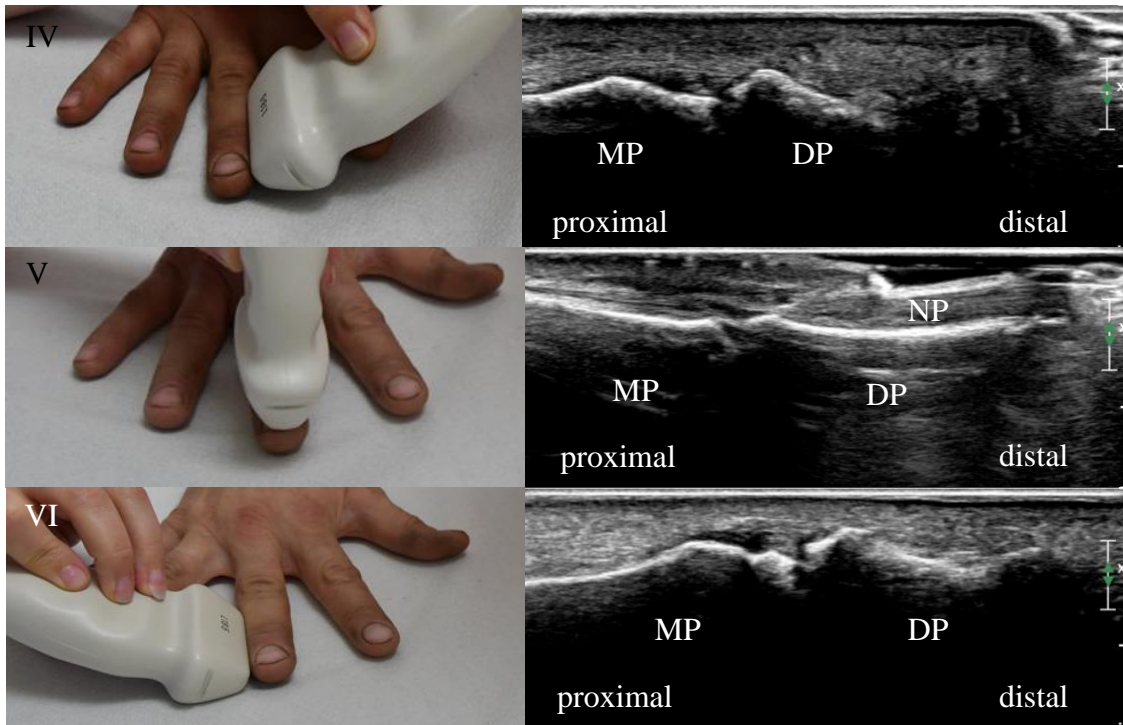 IV
MP
DP
proximal
distal
x
V
NP
MP
DP
x
proximal
distal
VI
MP
DP
x
proximal
distal